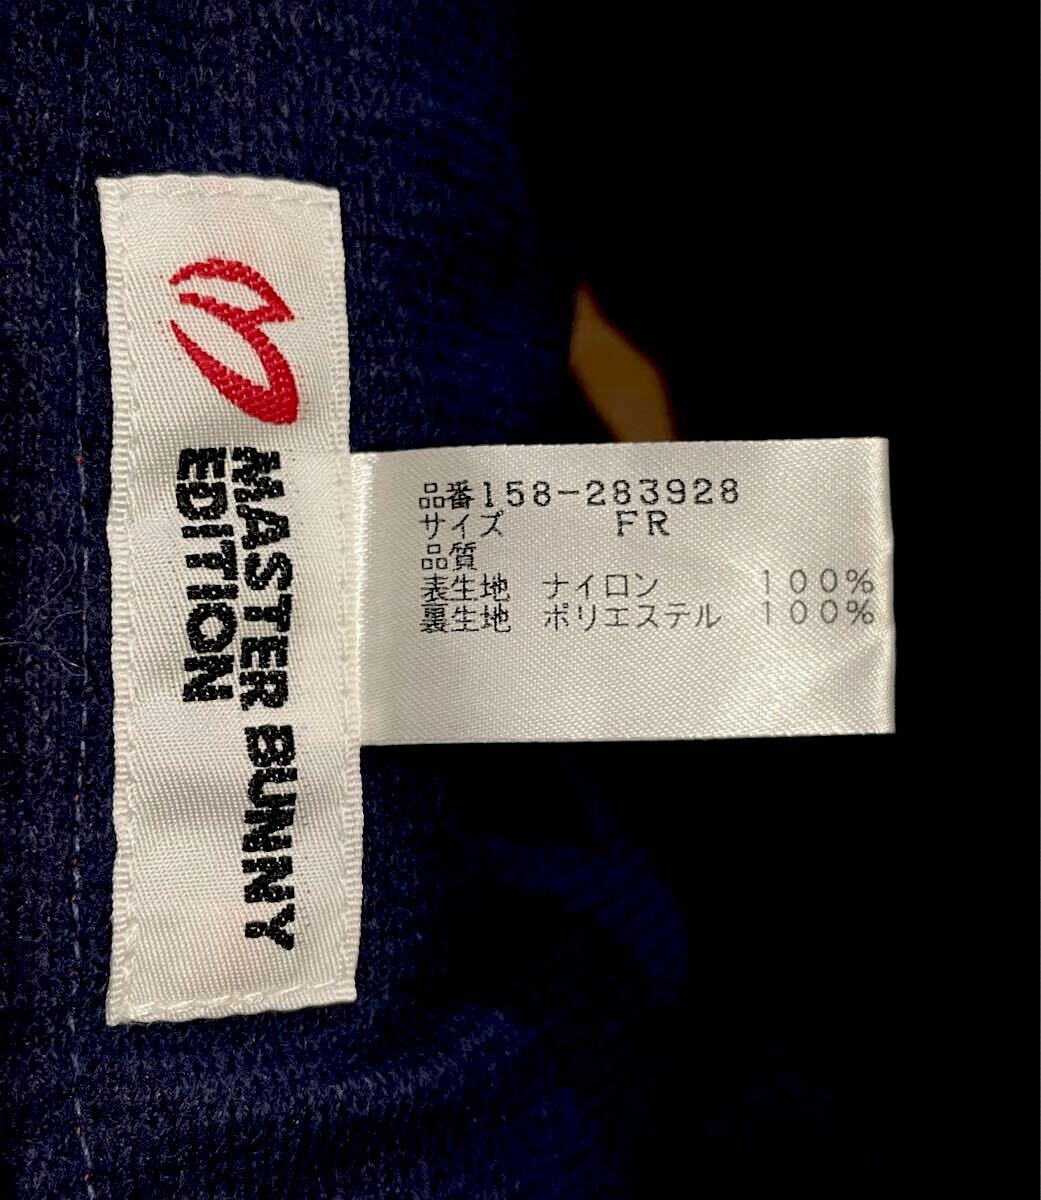 MASTER BUNNY
EDITION
品番158-283928
サイズ FR
品質
表生地 ナイロン 100%
裏生地 ポリエステル 100%